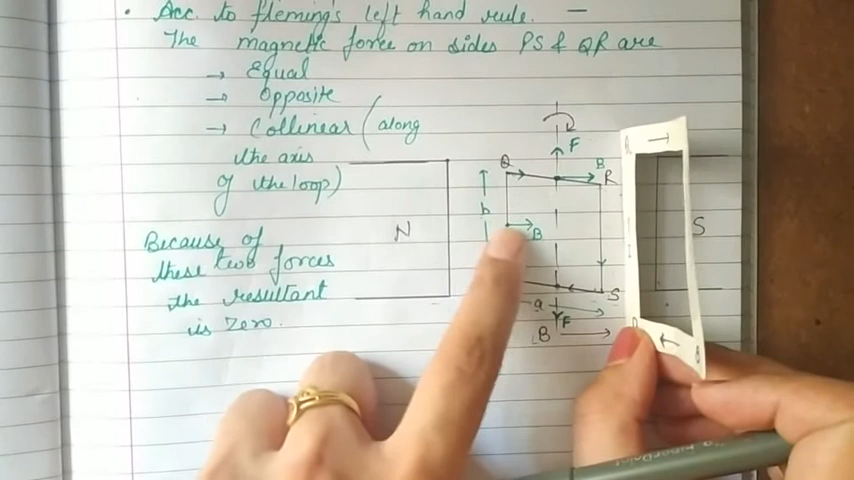 • Acc. to fleming's left hand rule. —
The magnetic force on sides PS & QR are
→ Equal
→ Opposite
→ Collinear (along
the axis
of the loop)
Because of
these two forces
the resultant
is zero.
N
S
F
Q
B
R
b
B
S
a
F
B